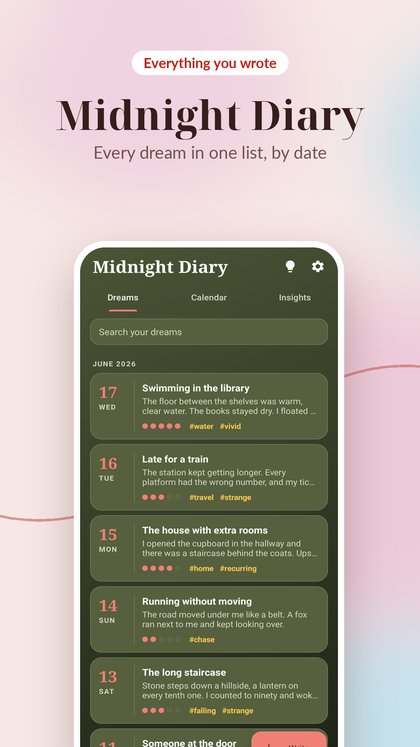 Everything you wrote
Midnight Diary
Every dream in one list, by date
Midnight Diary
Dreams Calendar Insights
Search your dreams
JUNE 2026
17 WED
Swimming in the library
The floor between the shelves was warm,
clear water. The books stayed dry. I floated ...
#water #vivid
16 TUE
Late for a train
The station kept getting longer. Every
platform had the wrong number, and my tic...
#travel #strange
15 MON
The house with extra rooms
I opened the cupboard in the hallway and
there was a staircase behind the coats. Ups...
#home #recurring
14 SUN
Running without moving
The road moved under me like a belt. A fox
ran next to me and kept looking over.
#chase
13 SAT
The long staircase
Stone steps down a hillside, a lantern on
every tenth one. I counted to ninety and wok...
#falling #strange
Someone at the door